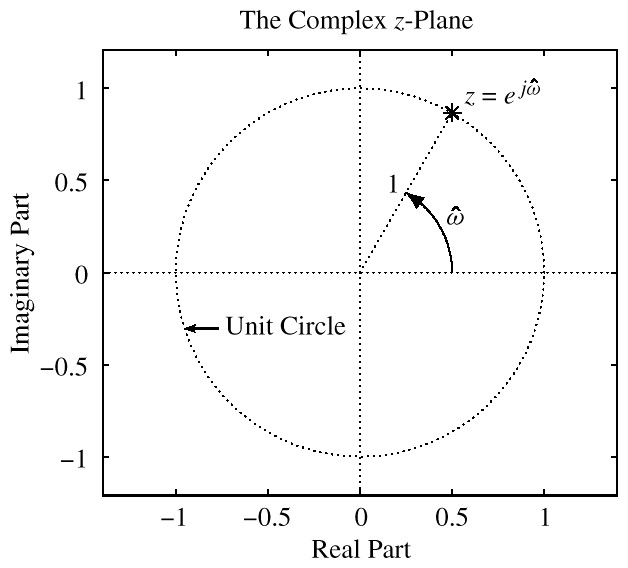 The Complex z-Plane
z = e^{jω̂}
1
ω̂
Unit Circle
1
0.5
0
−0.5
−1
Imaginary Part
−1
−0.5
0
0.5
1
Real Part